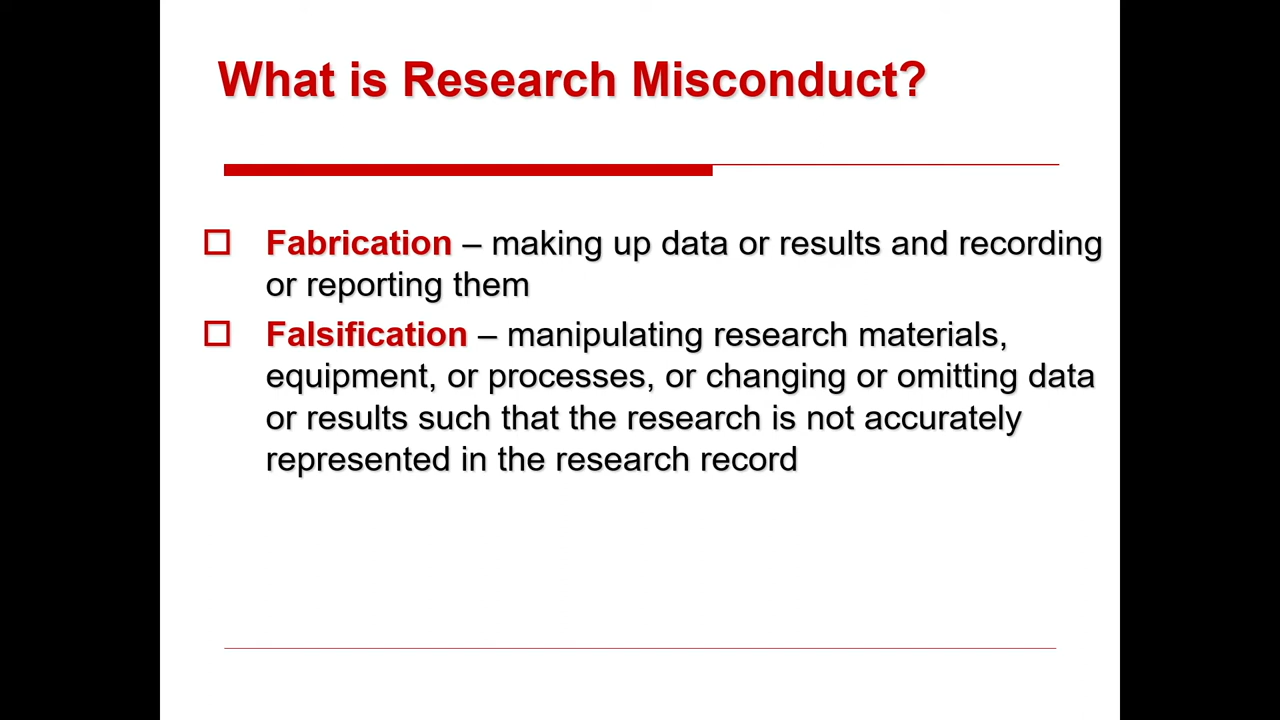 What is Research Misconduct?
Fabrication – making up data or results and recording
or reporting them
Falsification – manipulating research materials,
equipment, or processes, or changing or omitting data
or results such that the research is not accurately
represented in the research record